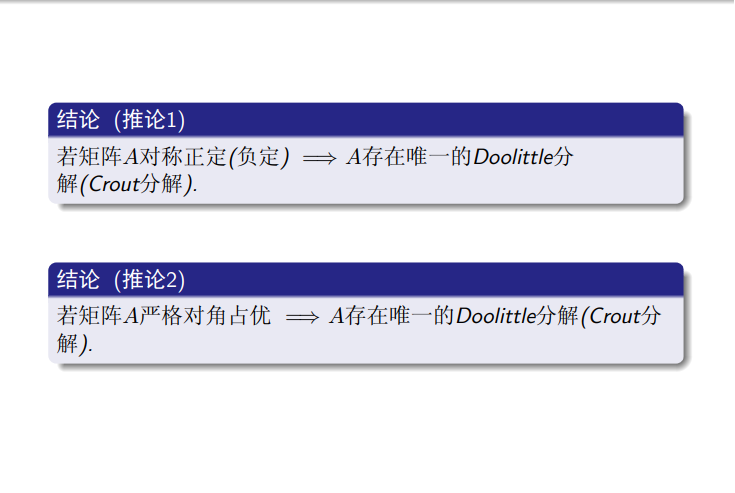 结论 (推论1)
若矩阵A对称正定(负定) ⟹ A存在唯一的Doolittle分
解(Crout分解).
结论 (推论2)
若矩阵A严格对角占优 ⟹ A存在唯一的Doolittle分解(Crout分
解).